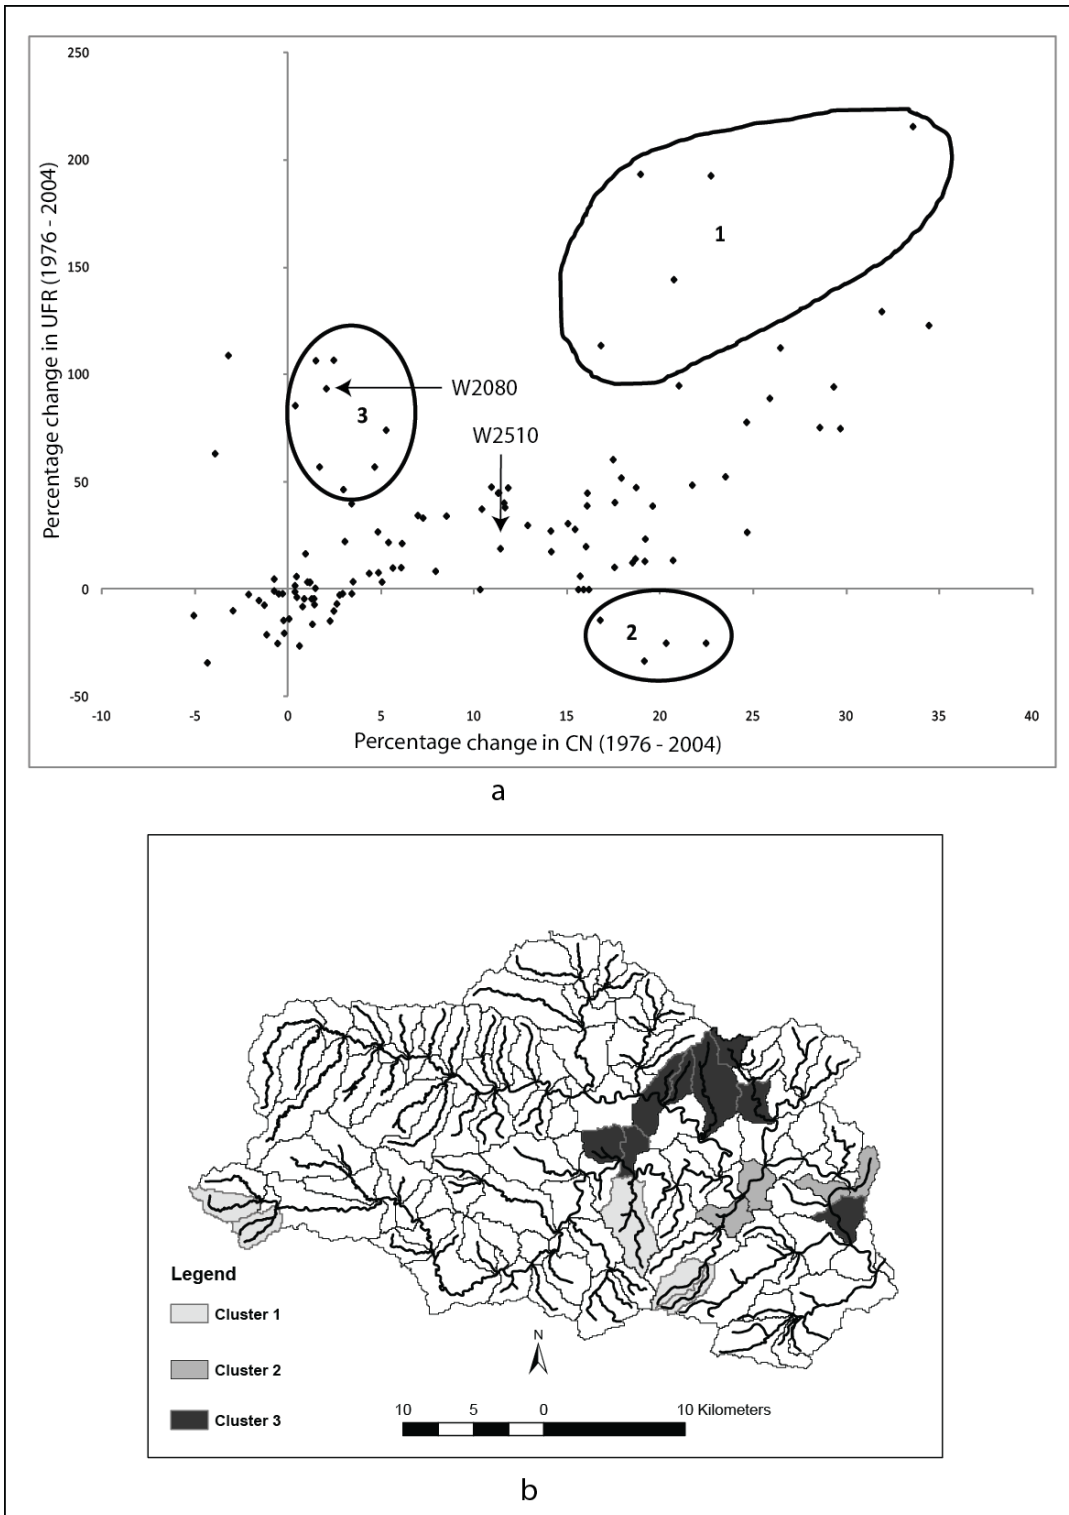 250
200
150
100
50
0
-50
Percentage change in UFR (1976 - 2004)
1
3
W2080
W2510
2
-10
-5
0
5
10
15
20
25
30
35
40
Percentage change in CN (1976 - 2004)
a
Legend
Cluster 1
Cluster 2
Cluster 3
N
10 5 0 10 Kilometers
b